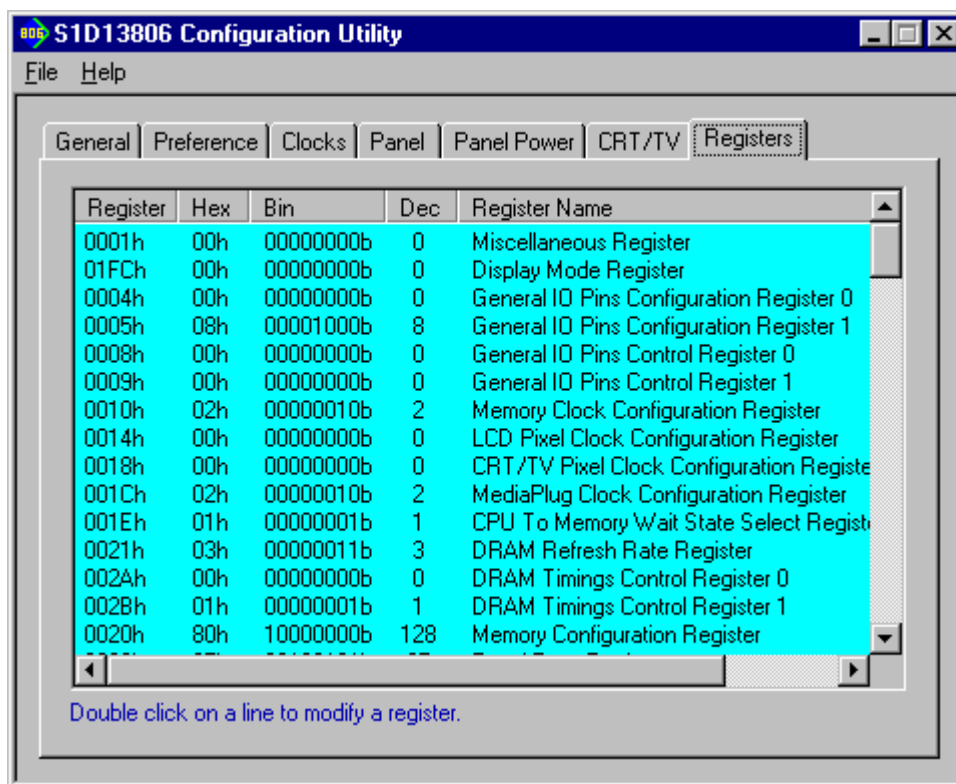 806 S1D13806 Configuration Utility
File Help
General Preference Clocks Panel Panel Power CRT/TV Registers
Register Hex Bin Dec Register Name
0001h 00h 00000000b 0 Miscellaneous Register
01FCh 00h 00000000b 0 Display Mode Register
0004h 00h 00000000b 0 General IO Pins Configuration Register 0
0005h 08h 00001000b 8 General IO Pins Configuration Register 1
0008h 00h 00000000b 0 General IO Pins Control Register 0
0009h 00h 00000000b 0 General IO Pins Control Register 1
0010h 02h 00000010b 2 Memory Clock Configuration Register
0014h 00h 00000000b 0 LCD Pixel Clock Configuration Register
0018h 00h 00000000b 0 CRT/TV Pixel Clock Configuration Registe
001Ch 02h 00000010b 2 MediaPlug Clock Configuration Register
001Eh 01h 00000001b 1 CPU To Memory Wait State Select Regist
0021h 03h 00000011b 3 DRAM Refresh Rate Register
002Ah 00h 00000000b 0 DRAM Timings Control Register 0
002Bh 01h 00000001b 1 DRAM Timings Control Register 1
0020h 80h 10000000b 128 Memory Configuration Register
Double click on a line to modify a register.